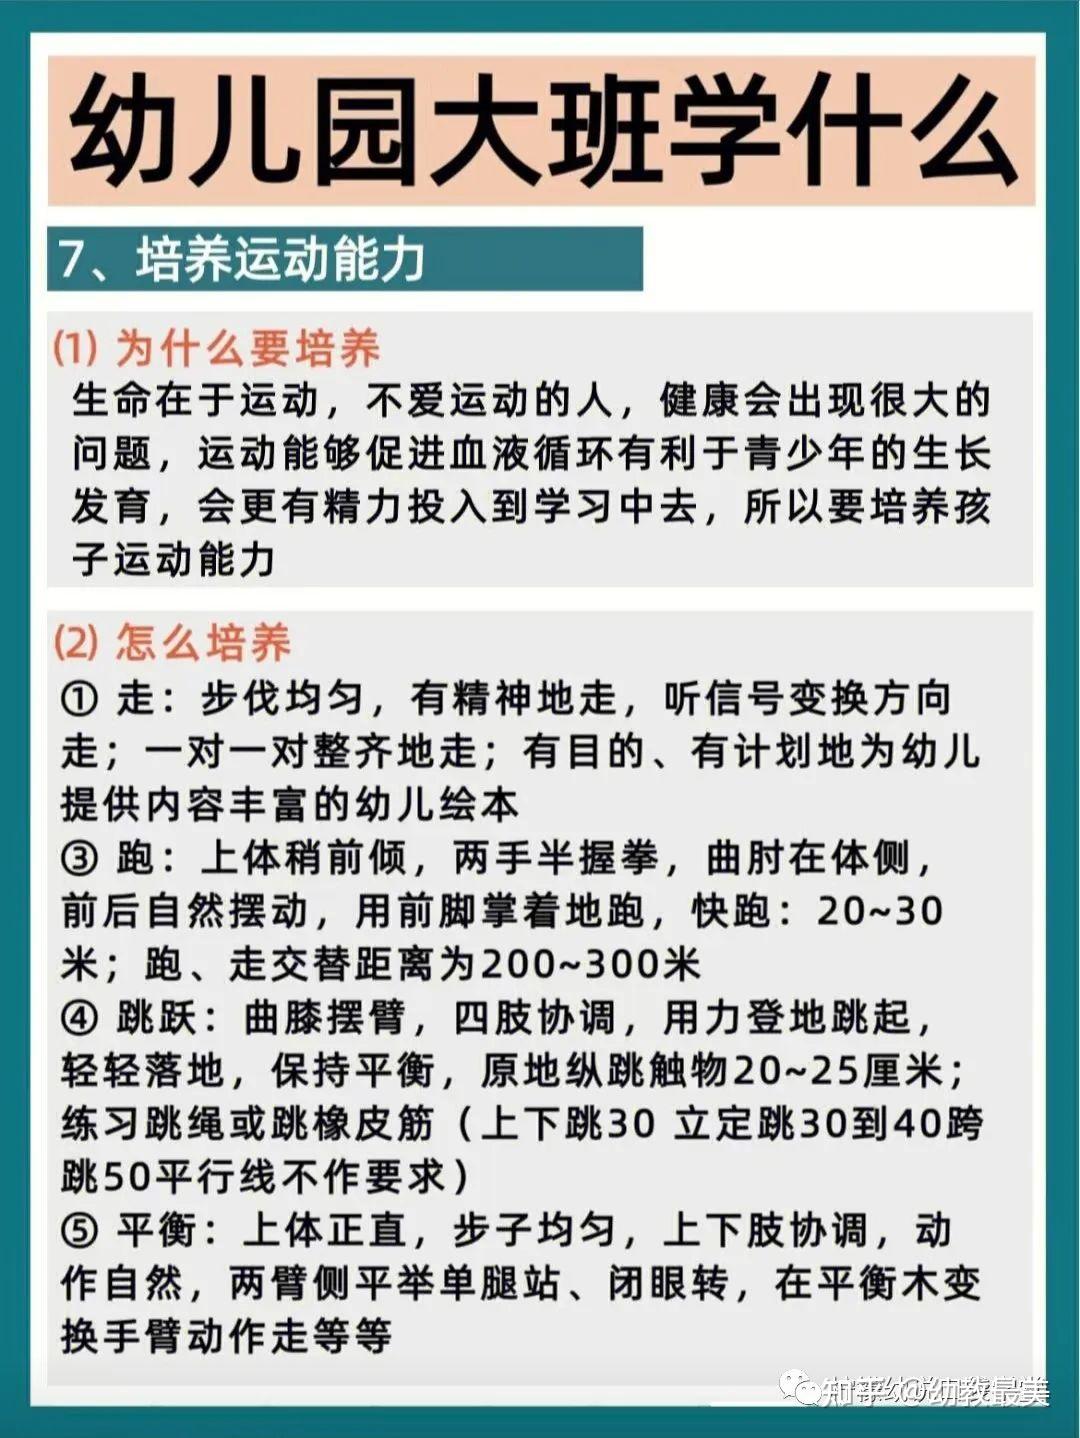 幼儿园大班学什么
7、培养运动能力
(1) 为什么要培养
生命在于运动，不爱运动的人，健康会出现很大的
问题，运动能够促进血液循环有利于青少年的生长
发育，会更有精力投入到学习中去，所以要培养孩
子运动能力
(2) 怎么培养
① 走：步伐均匀，有精神地走，听信号变换方向
走；一对一对整齐地走；有目的、有计划地为幼儿
提供内容丰富的幼儿绘本
③ 跑：上体稍前倾，两手半握拳，曲肘在体侧，
前后自然摆动，用前脚掌着地跑，快跑：20~30
米；跑、走交替距离为200~300米
④ 跳跃：曲膝摆臂，四肢协调，用力登地跳起，
轻轻落地，保持平衡，原地纵跳触物20~25厘米；
练习跳绳或跳橡皮筋（上下跳30 立定跳30到40跨
跳50平行线不作要求）
⑤ 平衡：上体正直，步子均匀，上下肢协调，动
作自然，两臂侧平举单腿站、闭眼转，在平衡木变
换手臂动作走等等
知乎 @幼教最美